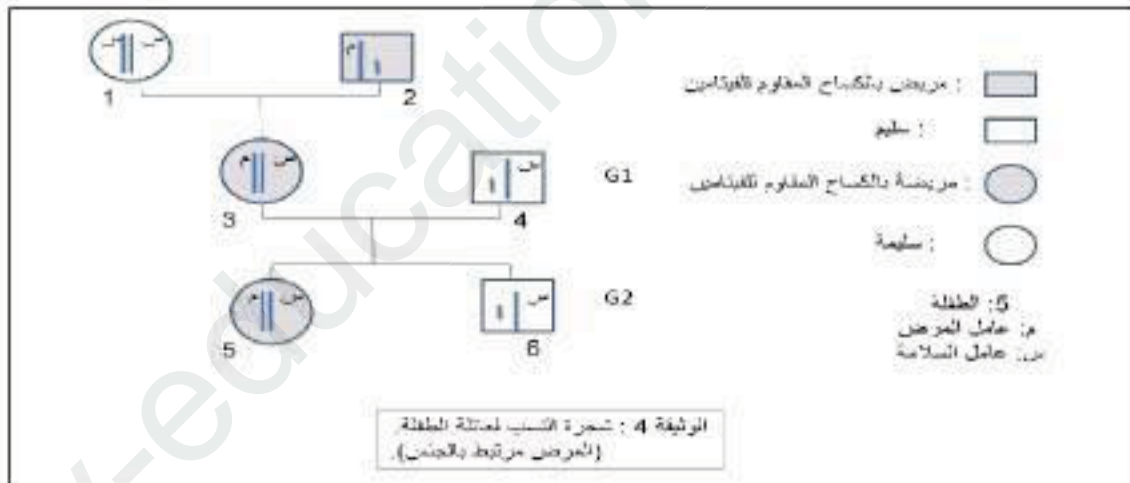 س س
م
1
2
: مريض بالكساح المقاوم للفيتامين
: سليم
س م
س
3
4
G1
: مريضة بالكساح المقاوم للفيتامين
: سليمة
س م
س
5
6
G2
5: الطفلة
م: عامل المرض
س: عامل السلامة
الوثيقة 4 : شجرة النسب لعائلة الطفلة.
(المرض مرتبط بالجنس).
y-education